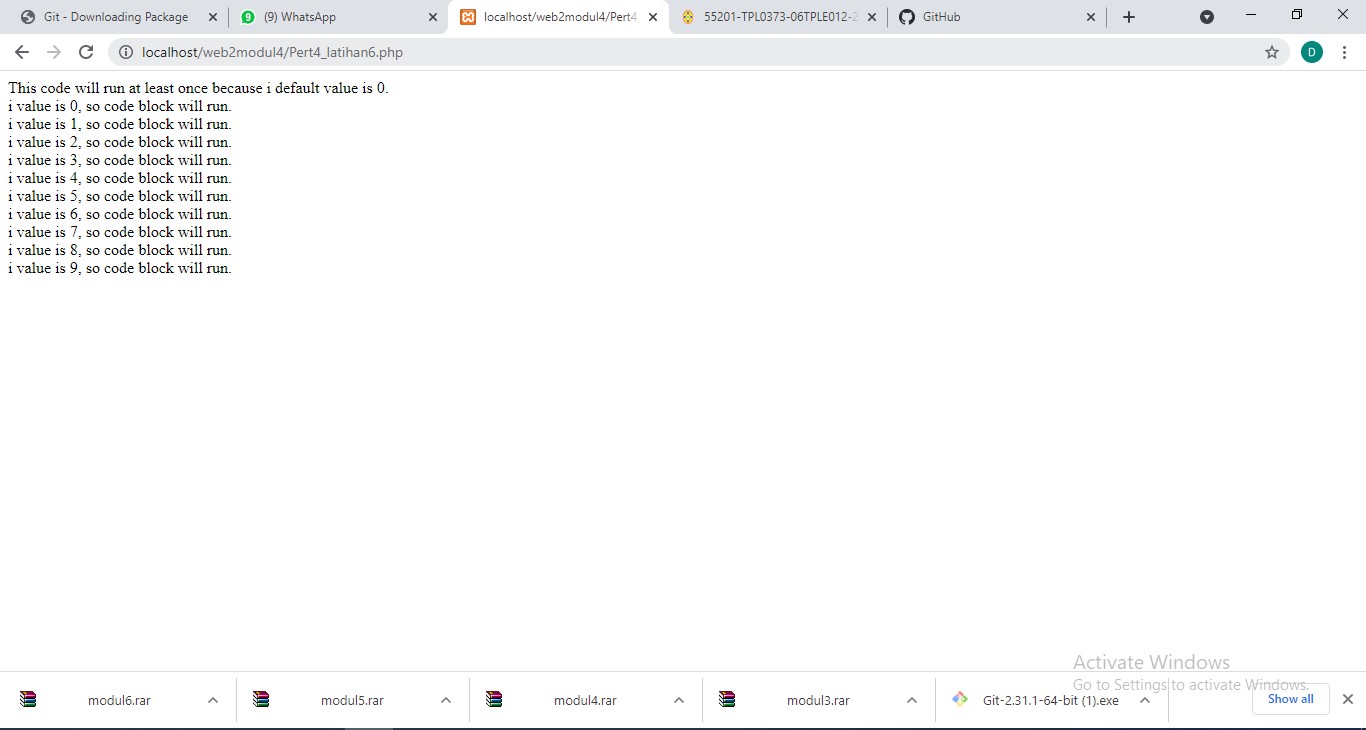 Git - Downloading Package
9 (9) WhatsApp
localhost/web2modul4/Pert4
55201-TPL0373-06TPLE012-2
GitHub
localhost/web2modul4/Pert4_latihan6.php
D
This code will run at least once because i default value is 0.
i value is 0, so code block will run.
i value is 1, so code block will run.
i value is 2, so code block will run.
i value is 3, so code block will run.
i value is 4, so code block will run.
i value is 5, so code block will run.
i value is 6, so code block will run.
i value is 7, so code block will run.
i value is 8, so code block will run.
i value is 9, so code block will run.
Activate Windows
Go to Settings to activate Windows.
modul6.rar
modul5.rar
modul4.rar
modul3.rar
Git-2.31.1-64-bit (1).exe
Show all